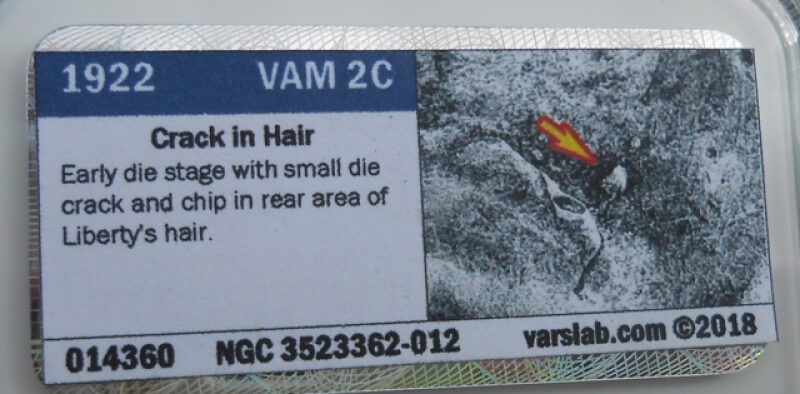 1922 VAM 2C
Crack in Hair
Early die stage with small die
crack and chip in rear area of
Liberty's hair.
014360 NGC 3523362-012 varslab.com ©2018